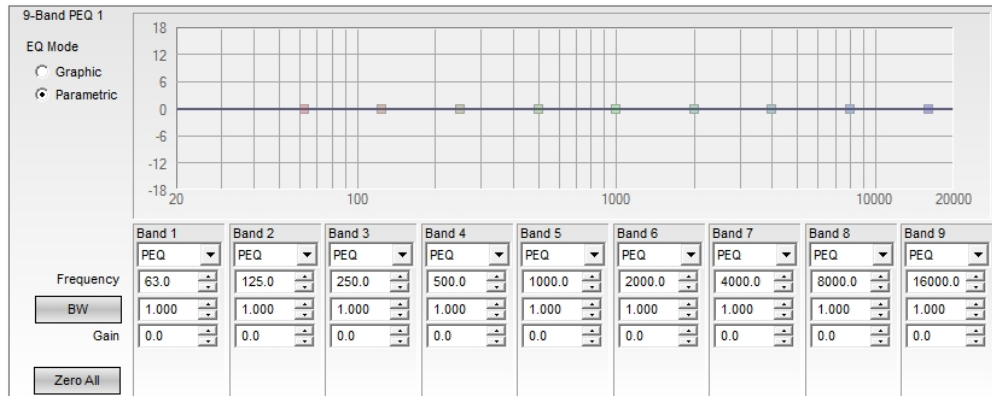 9-Band PEQ 1
EQ Mode
Graphic
Parametric
18
12
6
0
-6
-12
-18
20 100 1000 10000 20000
Band 1 Band 2 Band 3 Band 4 Band 5 Band 6 Band 7 Band 8 Band 9
PEQ PEQ PEQ PEQ PEQ PEQ PEQ PEQ PEQ
Frequency 63.0 125.0 250.0 500.0 1000.0 2000.0 4000.0 8000.0 16000.0
BW 1.000 1.000 1.000 1.000 1.000 1.000 1.000 1.000 1.000
Gain 0.0 0.0 0.0 0.0 0.0 0.0 0.0 0.0 0.0
Zero All